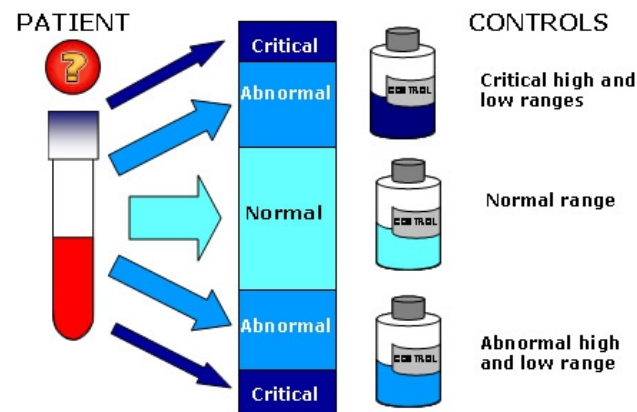 PATIENT
CONTROLS
?
Critical
Abnormal
Normal
Abnormal
Critical
CONTROL
Critical high and
low ranges
CONTROL
Normal range
CONTROL
Abnormal high
and low range